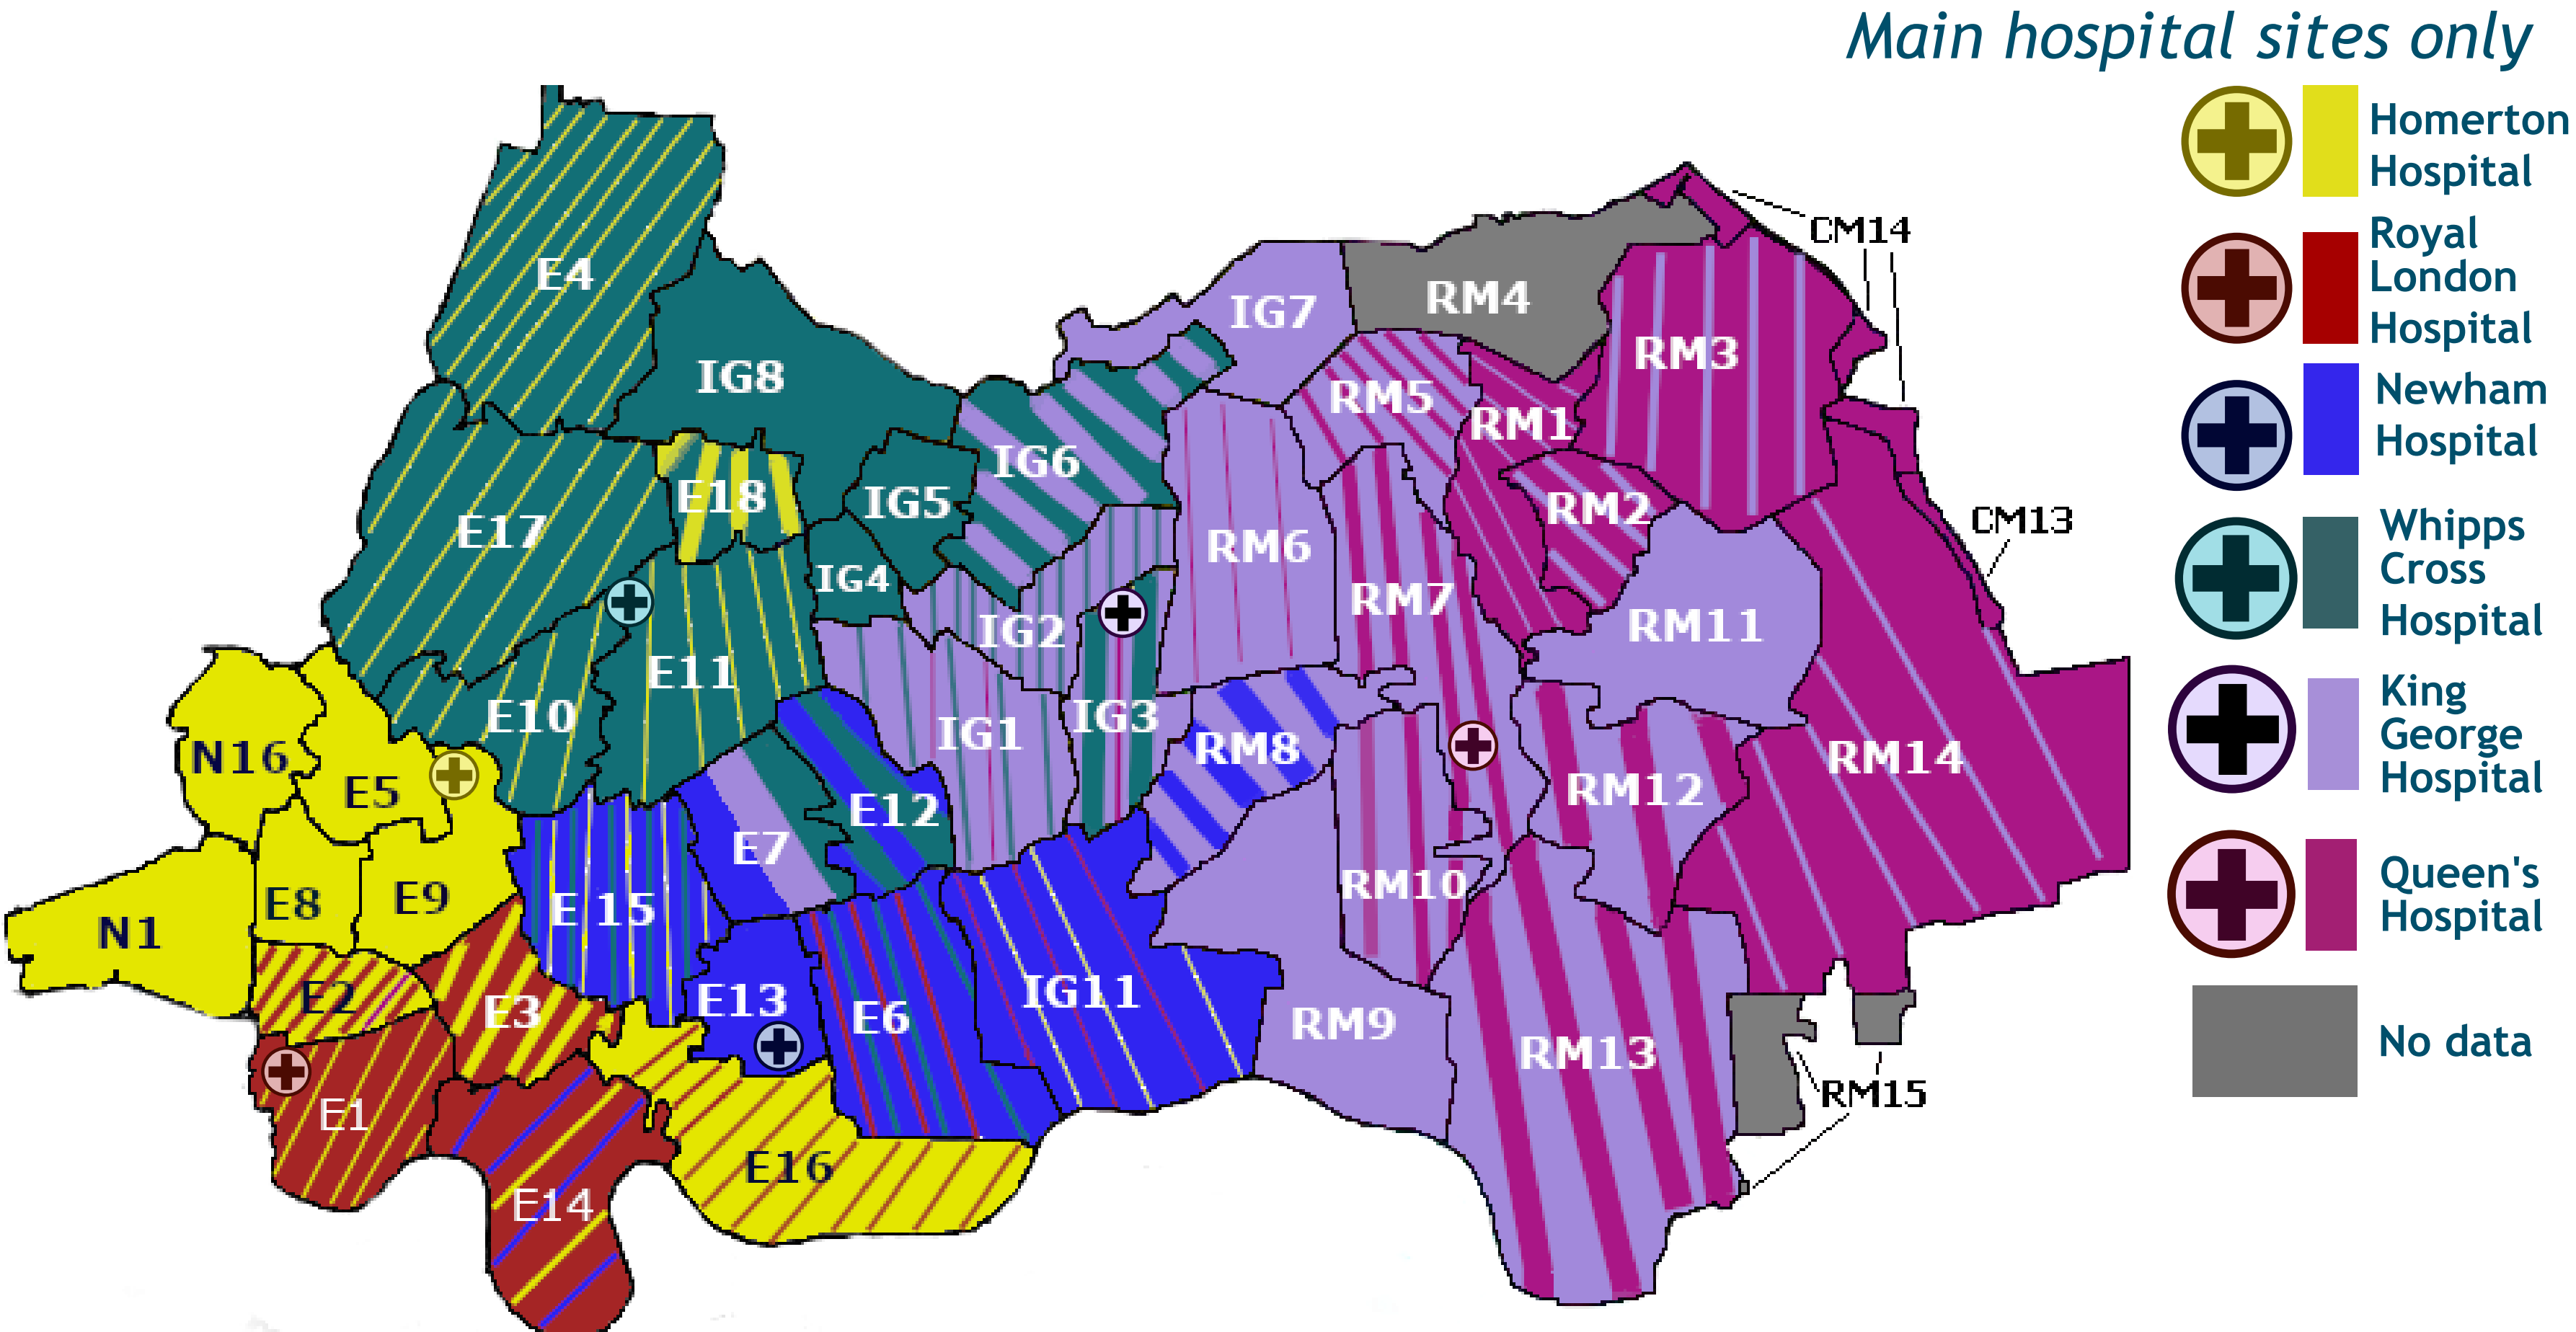 Main hospital sites only
Homerton
Hospital
Royal
London
Hospital
Newham
Hospital
Whipps
Cross
Hospital
King
George
Hospital
Queen's
Hospital
No data
CM14
E4
IG7
RM4
RM3
IG8
RM5
RM1
IG6
E18
IG5
RM2
CM13
E17
RM6
IG4
RM7
RM11
IG2
E11
E10
IG1
IG3
RM8
N16
E5
RM12
RM14
E12
E7
RM10
E8
E9
E 15
N1
E2
E3
E13
E6
IG11
RM9
RM13
RM15
E1
E16
E14